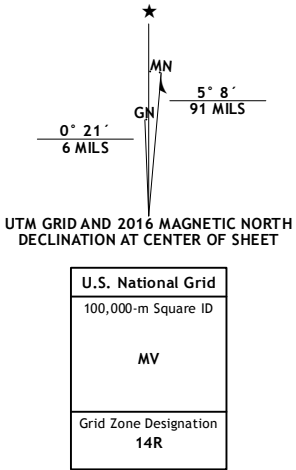 ★
MN
GN
5° 8´
91 MILS
0° 21´
6 MILS
UTM GRID AND 2016 MAGNETIC NORTH
DECLINATION AT CENTER OF SHEET
U.S. National Grid
100,000-m Square ID
MV
Grid Zone Designation
14R